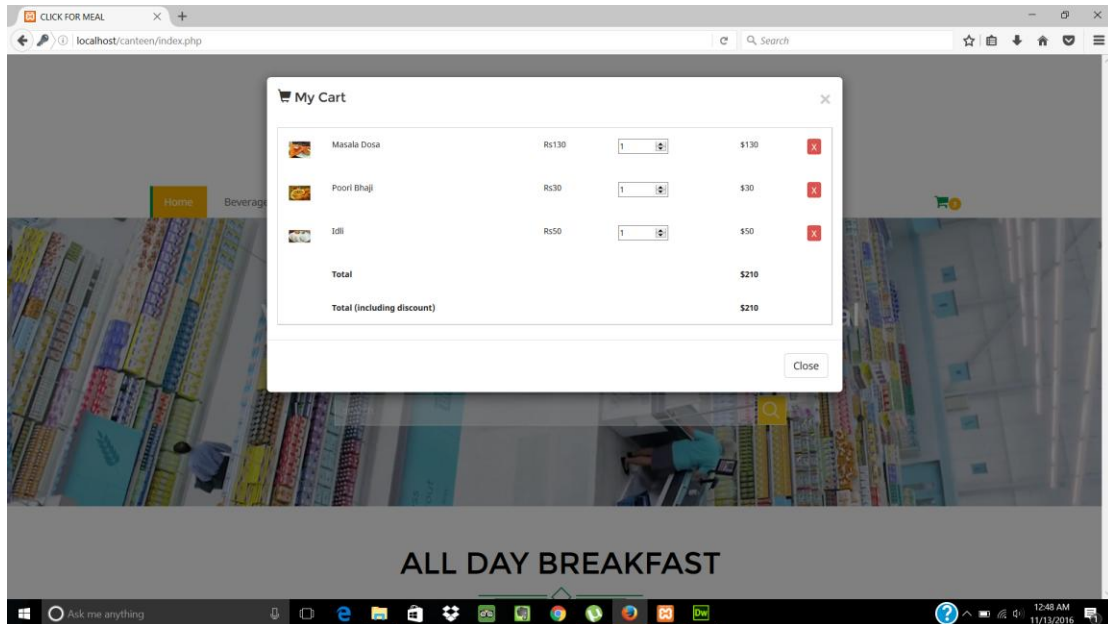 CLICK FOR MEAL
localhost/canteen/index.php
Search
My Cart
Masala Dosa Rs130 1 $130 X
Poori Bhaji Rs30 1 $30 X
Idli Rs50 1 $50 X
Total $210
Total (including discount) $210
Close
Home Beverage
ALL DAY BREAKFAST
Ask me anything
Dw
12:48 AM
11/13/2016